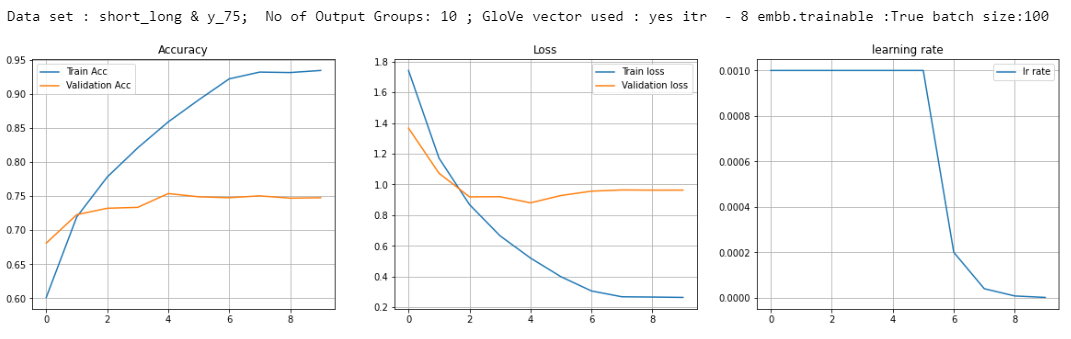 Data set : short_long & y_75;  No of Output Groups: 10 ; GloVe vector used : yes itr  - 8 embb.trainable :True batch size:100
Accuracy
Train Acc
Validation Acc
0.95
0.90
0.85
0.80
0.75
0.70
0.65
0.60
0 2 4 6 8
Loss
Train loss
Validation loss
1.8
1.6
1.4
1.2
1.0
0.8
0.6
0.4
0.2
0 2 4 6 8
learning rate
lr rate
0.0010
0.0008
0.0006
0.0004
0.0002
0.0000
0 2 4 6 8